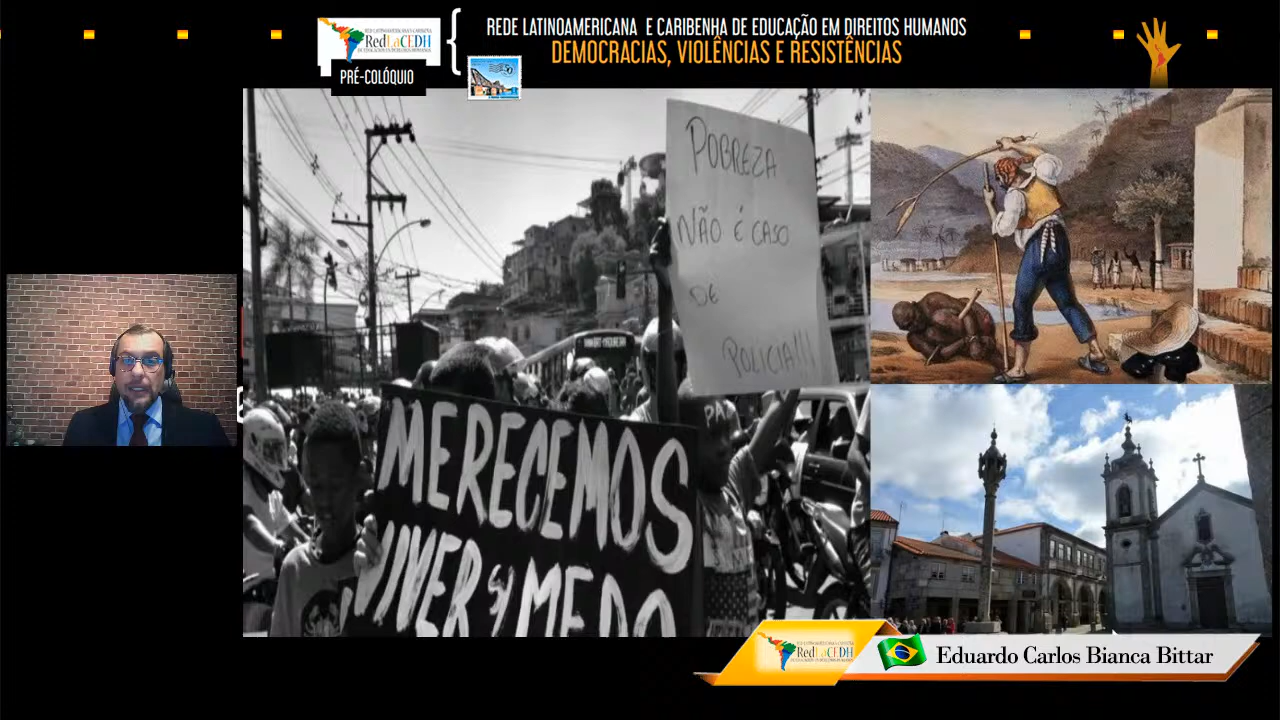 RedLaCEDH
PRÉ-COLÓQUIO
REDE LATINOAMERICANA E CARIBENHA DE EDUCAÇÃO EM DIREITOS HUMANOS
DEMOCRACIAS, VIOLÊNCIAS E RESISTÊNCIAS
POBREZA
NÃO É CASO
DE
POLICIA!!!
PAZ
MERECEMOS
VIVER S/ MEDO
RedLaCEDH
Eduardo Carlos Bianca Bittar